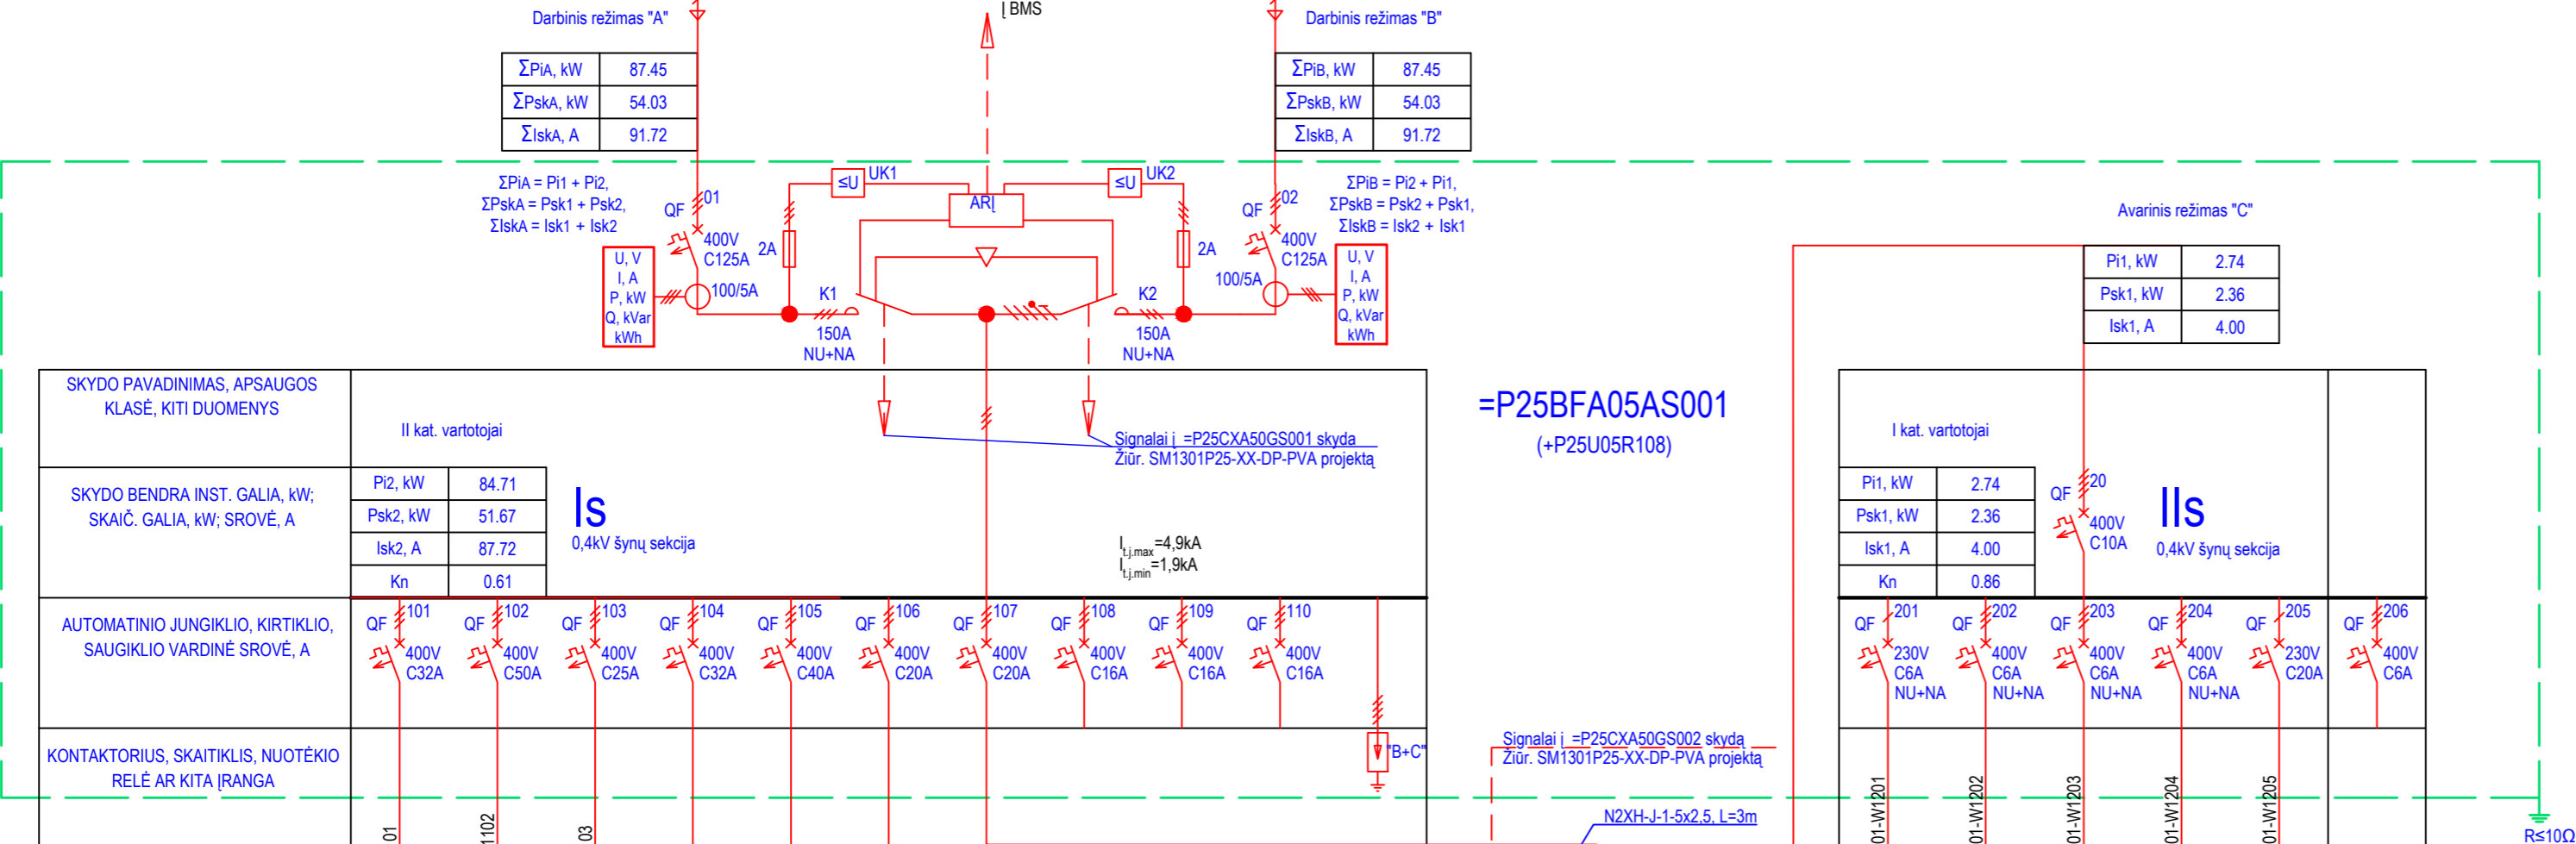 Darbinis režimas "A"
Į BMS
Darbinis režimas "B"
ΣPiA, kW 87.45
ΣPskA, kW 54.03
ΣIskA, A 91.72
ΣPiB, kW 87.45
ΣPskB, kW 54.03
ΣIskB, A 91.72
ΣPiA = Pi1 + Pi2,
ΣPskA = Psk1 + Psk2,
ΣIskA = Isk1 + Isk2
QF 01
400V
C125A
100/5A
U, V
I, A
P, kW
Q, kVar
kWh
2A
≤U UK1
ARĮ
≤U UK2
2A
K1
150A
NU+NA
K2
150A
NU+NA
QF 02
400V
C125A
100/5A
U, V
I, A
P, kW
Q, kVar
kWh
ΣPiB = Pi2 + Pi1,
ΣPskB = Psk2 + Psk1,
ΣIskB = Isk2 + Isk1
Avarinis režimas "C"
Pi1, kW 2.74
Psk1, kW 2.36
Isk1, A 4.00
SKYDO PAVADINIMAS, APSAUGOS
KLASĖ, KITI DUOMENYS
II kat. vartotojai
Signalai į =P25CXA50GS001 skyda
Žiūr. SM1301P25-XX-DP-PVA projektą
=P25BFA05AS001
(+P25U05R108)
I kat. vartotojai
SKYDO BENDRA INST. GALIA, kW;
SKAIČ. GALIA, kW; SROVĖ, A
Pi2, kW 84.71
Psk2, kW 51.67
Isk2, A 87.72
Kn 0.61
Is
0,4kV šynų sekcija
It.j.max=4,9kA
It.j.min=1,9kA
Pi1, kW 2.74
Psk1, kW 2.36
Isk1, A 4.00
Kn 0.86
QF 20
400V
C10A
IIs
0,4kV šynų sekcija
AUTOMATINIO JUNGIKLIO, KIRTIKLIO,
SAUGIKLIO VARDINĖ SROVĖ, A
QF 101
400V
C32A
QF 102
400V
C50A
QF 103
400V
C25A
QF 104
400V
C32A
QF 105
400V
C40A
QF 106
400V
C20A
QF 107
400V
C20A
QF 108
400V
C16A
QF 109
400V
C16A
QF 110
400V
C16A
QF 201
230V
C6A
NU+NA
QF 202
400V
C6A
NU+NA
QF 203
400V
C6A
NU+NA
QF 204
400V
C6A
NU+NA
QF 205
230V
C20A
QF 206
400V
C6A
KONTAKTORIUS, SKAITIKLIS, NUOTĖKIO
RELĖ AR KITA ĮRANGA
"B+C"
Signalai į =P25CXA50GS002 skydą
Žiūr. SM1301P25-XX-DP-PVA projektą
N2XH-J-1-5x2,5, L=3m
01
1102
03
01-W1201
01-W1202
01-W1203
01-W1204
01-W1205
R≤10Ω